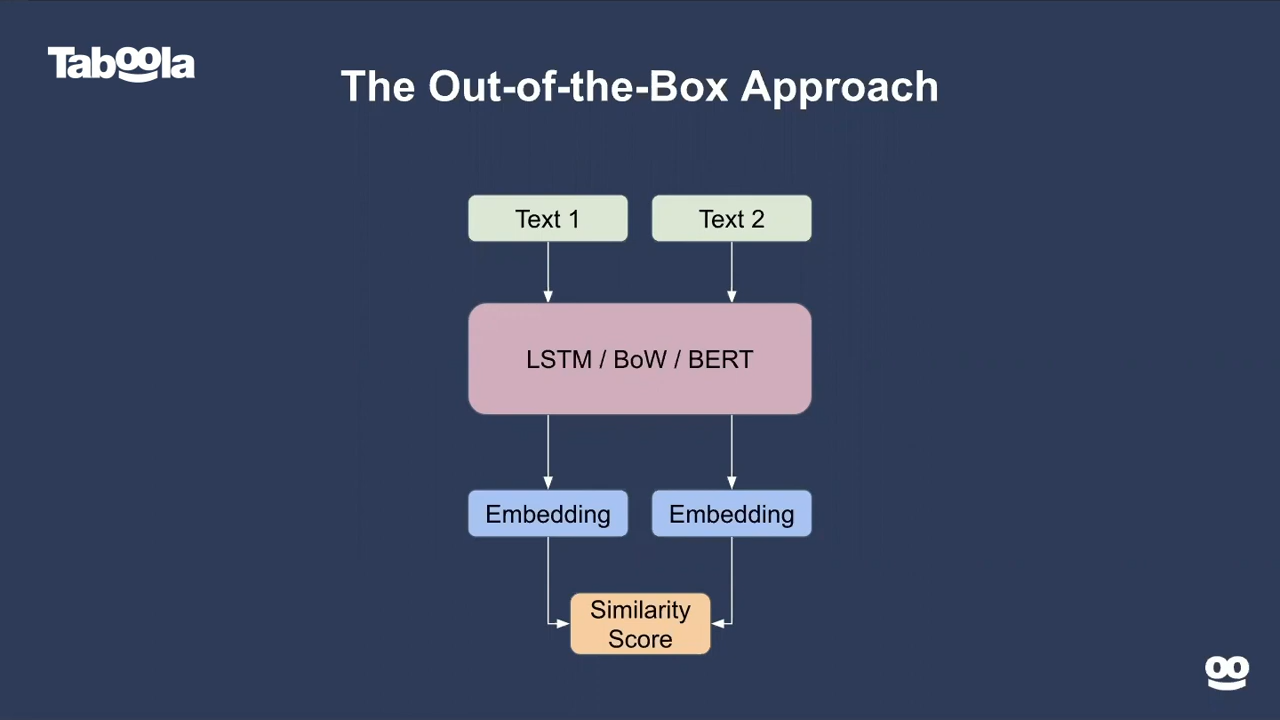 Taboola
The Out-of-the-Box Approach
Text 1
Text 2
LSTM / BoW / BERT
Embedding
Embedding
Similarity
Score